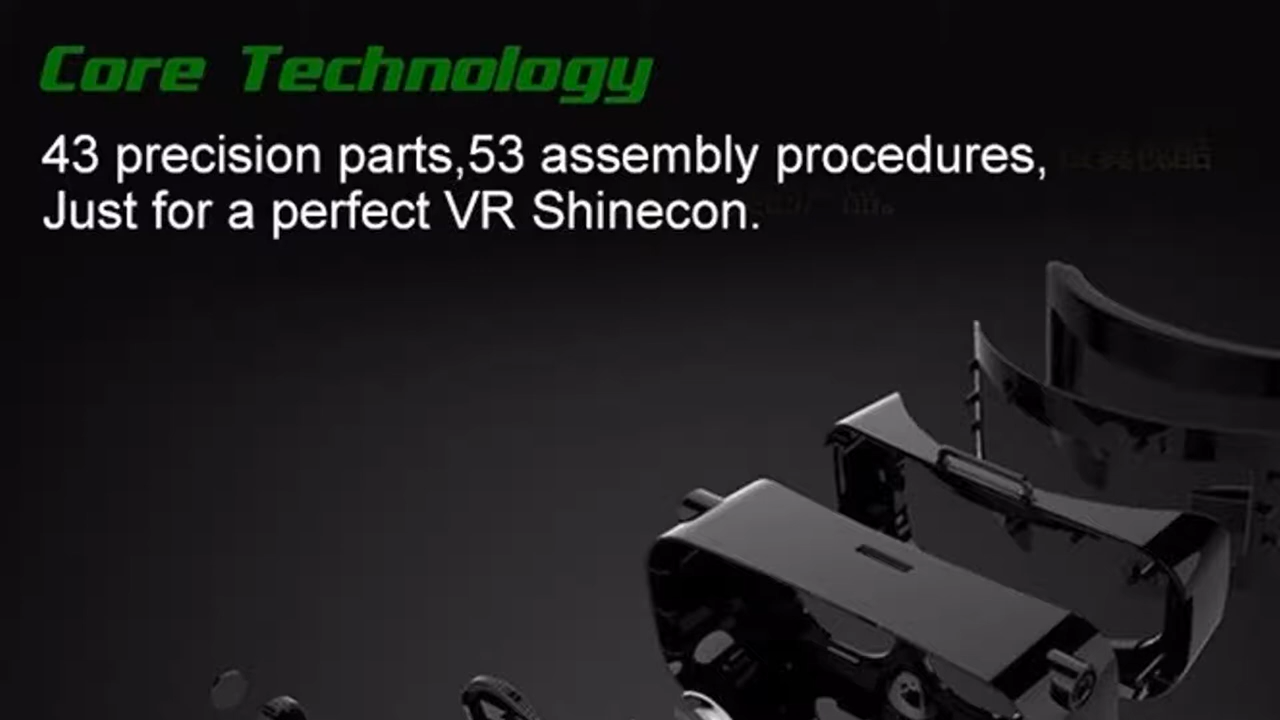 Core Technology
43 precision parts,53 assembly procedures,
Just for a perfect VR Shinecon.